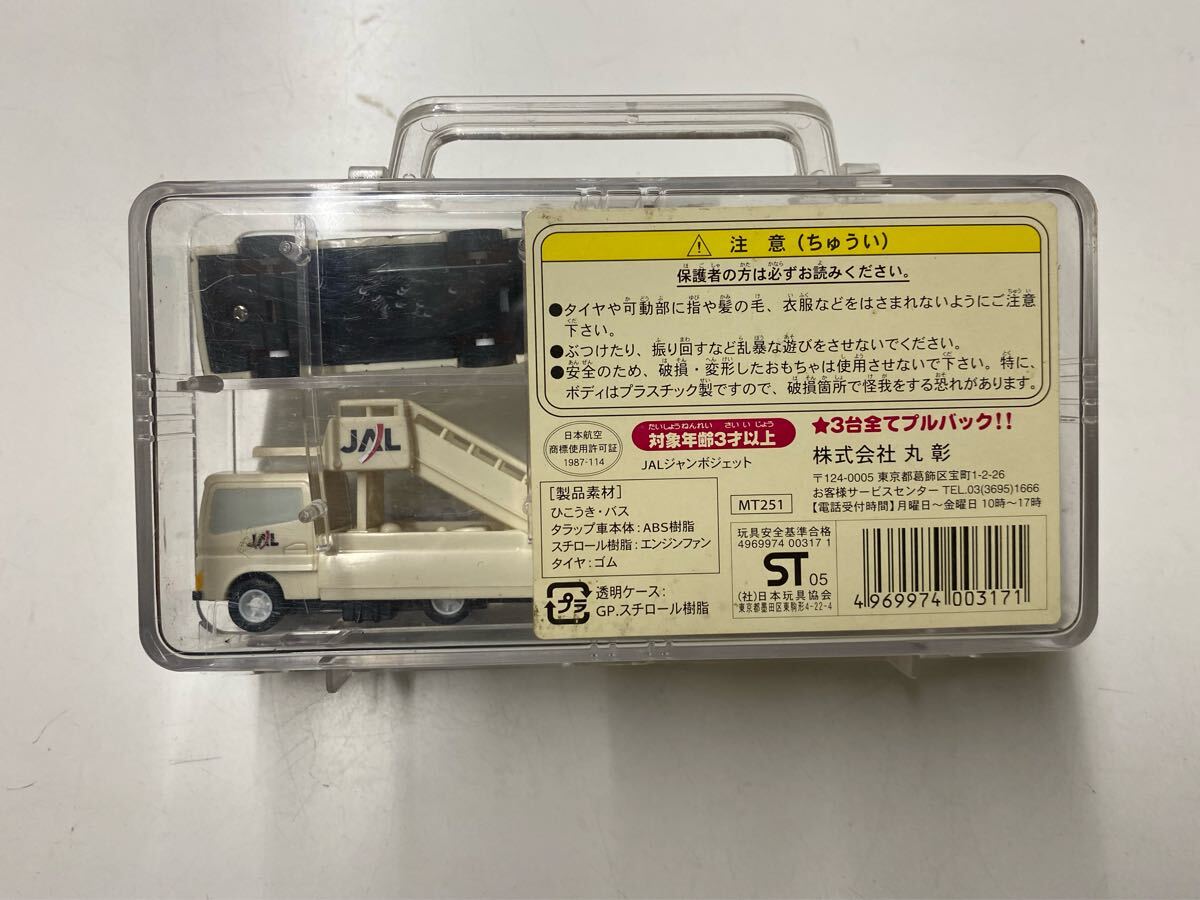 注意（ちゅうい）
保護者の方は必ずお読みください。
●タイヤや可動部に指や髪の毛、衣服などをはさまれないようにご注意
下さい。
●ぶつけたり、振り回すなど乱暴な遊びをさせないでください。
●安全のため、破損・変形したおもちゃは使用させないで下さい。特に、
ボディはプラスチック製ですので、破損箇所で怪我をする恐れがあります。
日本航空
商標使用許可証
1987-114
たいしょうねんれい さい いじょう
対象年齢3才以上
JALジャンボジェット
★3台全てプルバック!!
株式会社 丸彰
〒124-0005 東京都葛飾区宝町1-2-26
お客様サービスセンター TEL.03(3695)1666
【電話受付時間】月曜日〜金曜日 10時〜17時
[製品素材]
ひこうき・バス
タラップ車本体:ABS樹脂
スチロール樹脂:エンジンファン
タイヤ:ゴム
MT251
プラ
透明ケース:
GP.スチロール樹脂
玩具安全基準合格
4969974 00317 1
ST 05
(社)日本玩具協会
東京都墨田区東駒形4-22-4
4 969974 003171
JAL
JAL